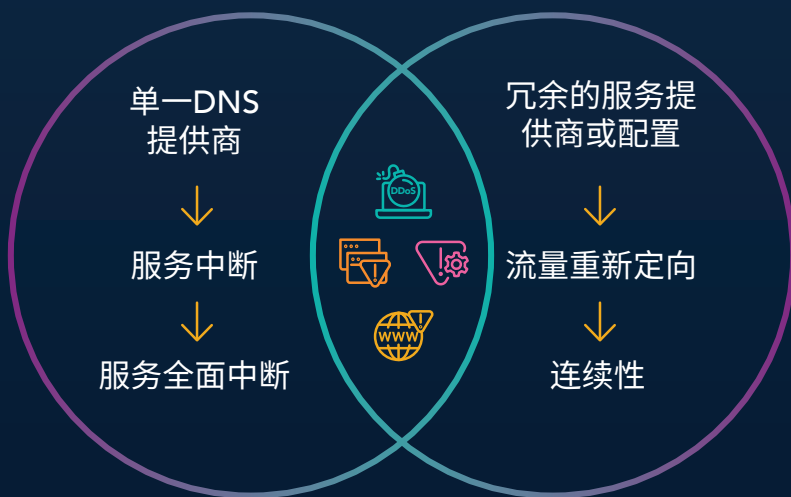 单一DNS
提供商
服务中断
服务全面中断
DDoS
WWW
冗余的服务提
供商或配置
流量重新定向
连续性